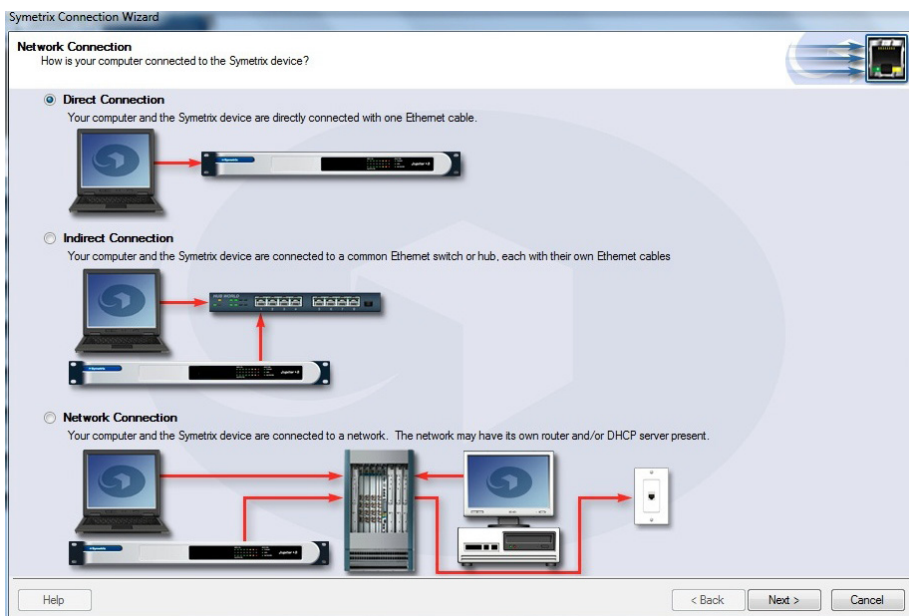 Symetrix Connection Wizard
Network Connection
How is your computer connected to the Symetrix device?
Direct Connection
Your computer and the Symetrix device are directly connected with one Ethernet cable.
Indirect Connection
Your computer and the Symetrix device are connected to a common Ethernet switch or hub, each with their own Ethernet cables
HUB WORLD
Network Connection
Your computer and the Symetrix device are connected to a network. The network may have its own router and/or DHCP server present.
Help
< Back
Next >
Cancel